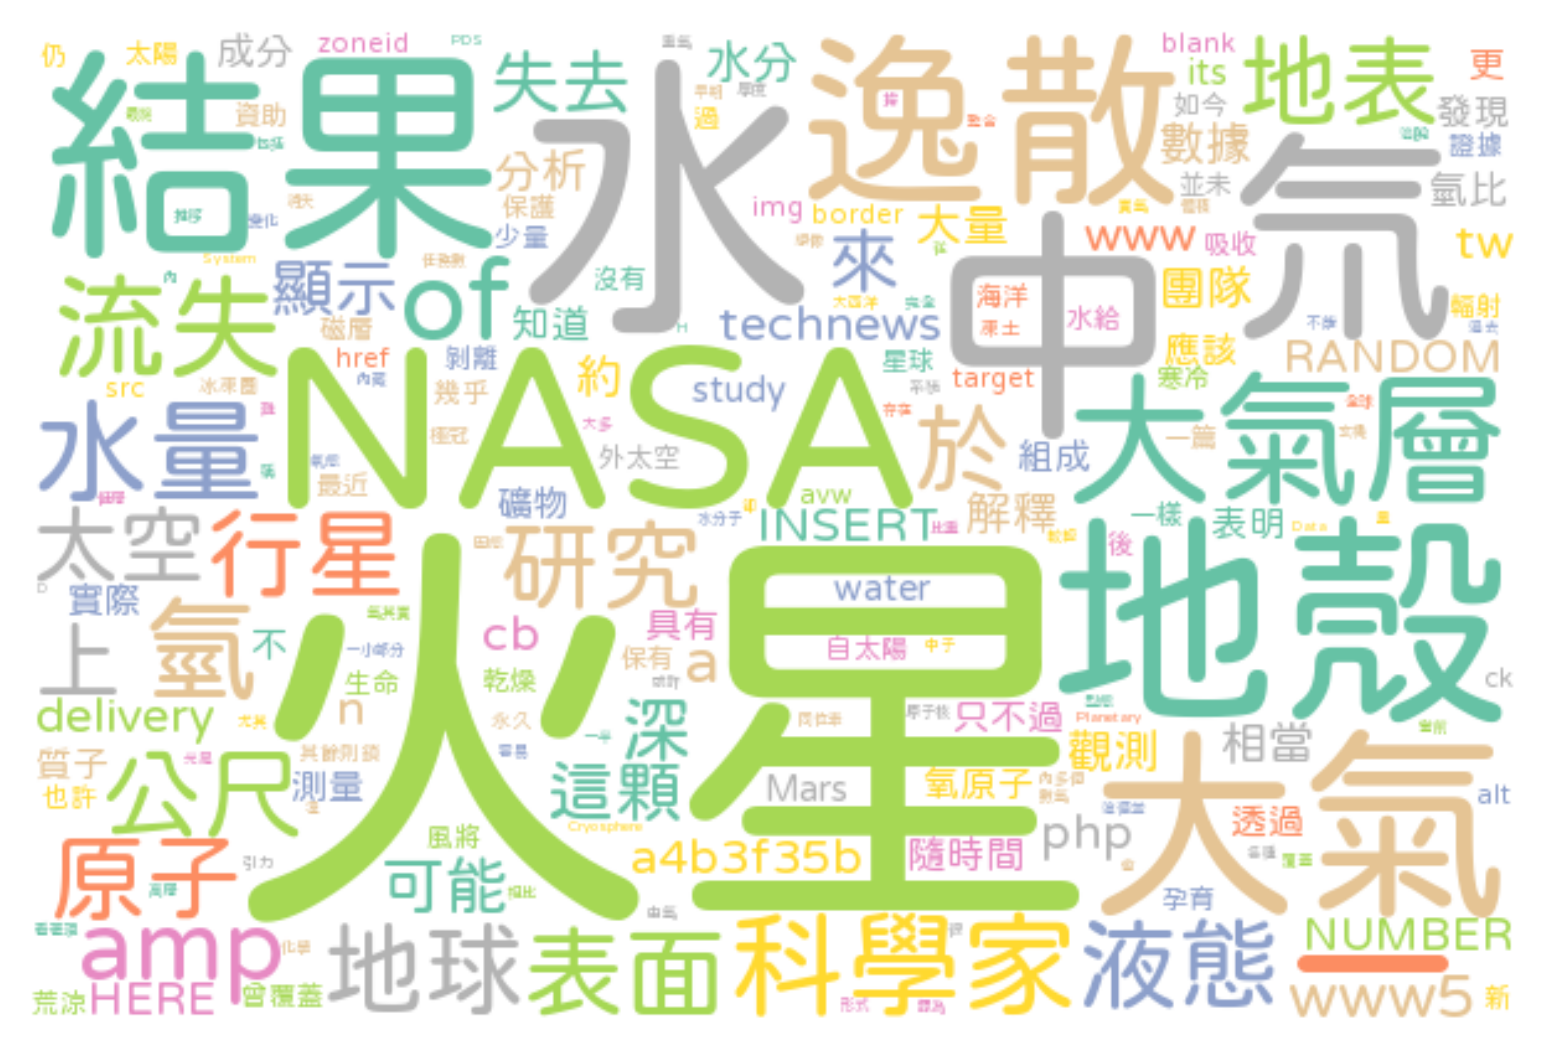 仍
太陽
成分
zoneid
PDS
失去
水分
blank
its
地表
更
結果
水
逸散
資助
過
如今
發現
數據
證據
分析
保護
少量
img
border
大量
並未
氫比
氘
www
吸收
tw
來
中
團隊
流失
顯示
of
知道
沒有
technews
海洋
凍土
水給
輻射
System
磁層
href
剝離
星球
應該
RANDOM
src
冰凍圈
幾乎
約
study
target
寒冷
NASA
水量
大氣層
於
外太空
組成
一篇
最近
礦物
avw
水分子
INSERT
解釋
一樣
表明
Data
太空
行星
研究
後
地殼
實際
water
上
氫
不
一小部分
cb
具有
自太陽
中子
火星
生命
乾燥
保有
a
ck
delivery
n
永久
深
原子核
只不過
Planetary
質子
公尺
測量
這顆
Mars
氧原子
觀測
相當
大氣
也許
alt
風將
Cryosphere
php
透過
原子
引力
可能
a4b3f35b
隨時間
孕育
amp
地球
表面
科學家
液態
NUMBER
荒涼
HERE
曾覆蓋
形式
www5
新